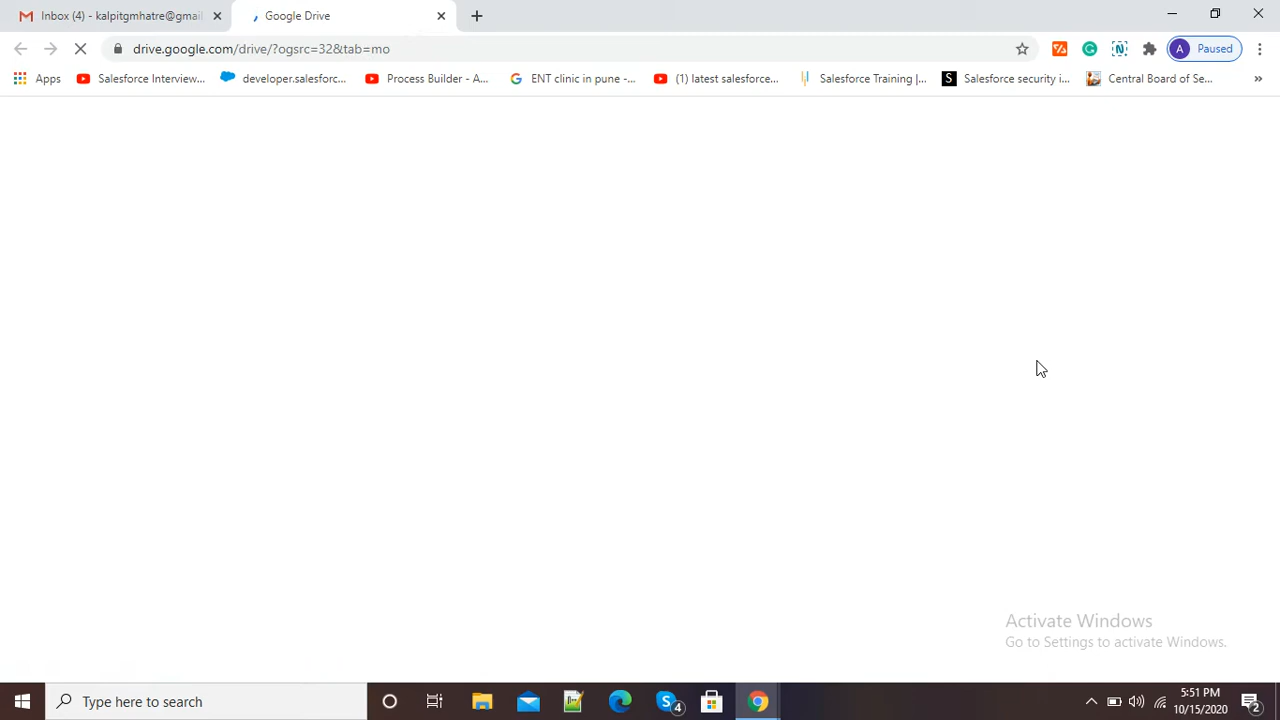 Inbox (4) - kalpitgmhatre@gmail
Google Drive
drive.google.com/drive/?ogsrc=32&tab=mo
A Paused
Apps
Salesforce Interview...
developer.salesforc...
Process Builder - A...
ENT clinic in pune -...
(1) latest salesforce...
Salesforce Training |...
S Salesforce security i...
Central Board of Se...
»
Activate Windows
Go to Settings to activate Windows.
Type here to search
4
5:51 PM
10/15/2020
2